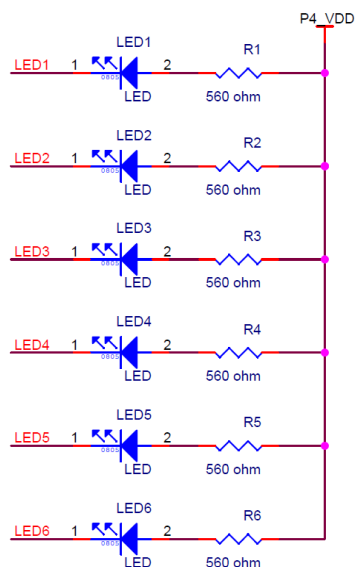 P4_VDD
LED1 R1
LED1 1 2
0805
LED 560 ohm
LED2 R2
LED2 1 2
0805
LED 560 ohm
LED3 R3
LED3 1 2
0805
LED 560 ohm
LED4 R4
LED4 1 2
0805
LED 560 ohm
LED5 R5
LED5 1 2
0805
LED 560 ohm
LED6 R6
LED6 1 2
0805
LED 560 ohm